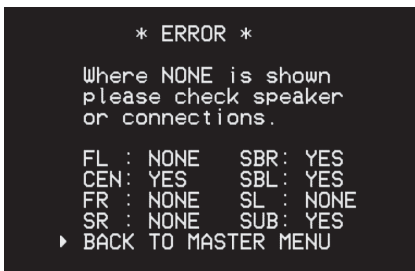 * ERROR *
Where NONE is shown
please check speaker
or connections.
FL : NONE SBR: YES
CEN: YES SBL: YES
FR : NONE SL : NONE
SR : NONE SUB: YES
▶ BACK TO MASTER MENU